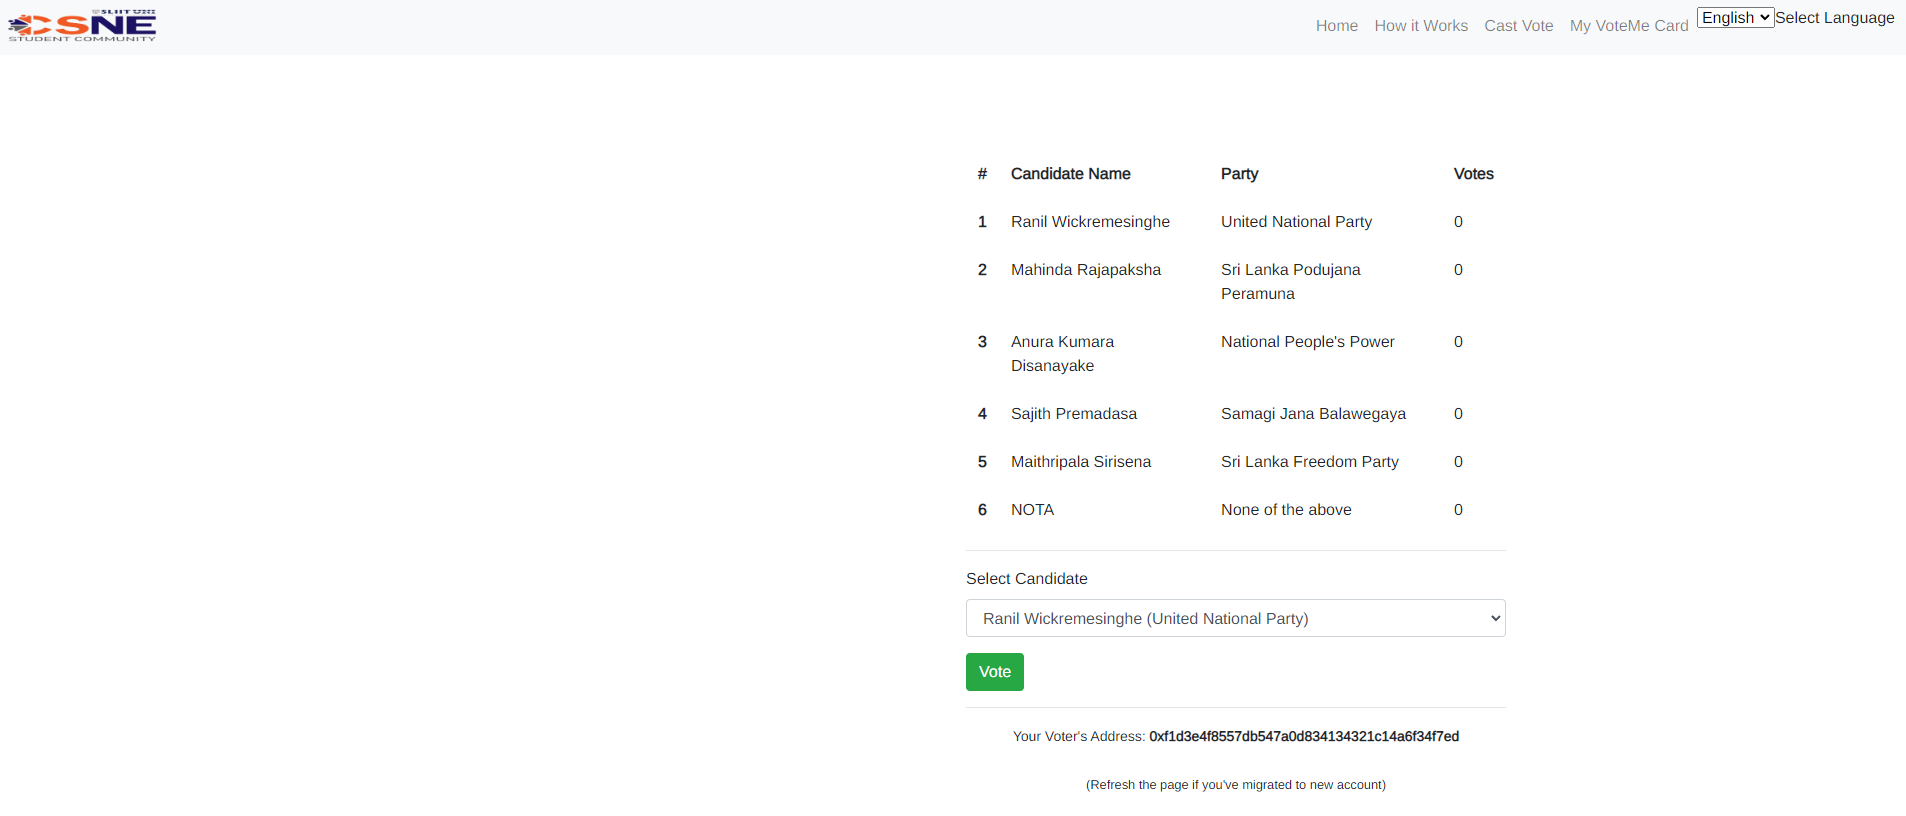 SLIIT UNI
CSNE
STUDENT COMMUNITY
Home How it Works Cast Vote My VoteMe Card English Select Language
# Candidate Name Party Votes
1 Ranil Wickremesinghe United National Party 0
2 Mahinda Rajapaksha Sri Lanka Podujana 0
Peramuna
3 Anura Kumara National People's Power 0
Disanayake
4 Sajith Premadasa Samagi Jana Balawegaya 0
5 Maithripala Sirisena Sri Lanka Freedom Party 0
6 NOTA None of the above 0
Select Candidate
Ranil Wickremesinghe (United National Party)
Vote
Your Voter's Address: 0xf1d3e4f8557db547a0d834134321c14a6f34f7ed
(Refresh the page if you've migrated to new account)